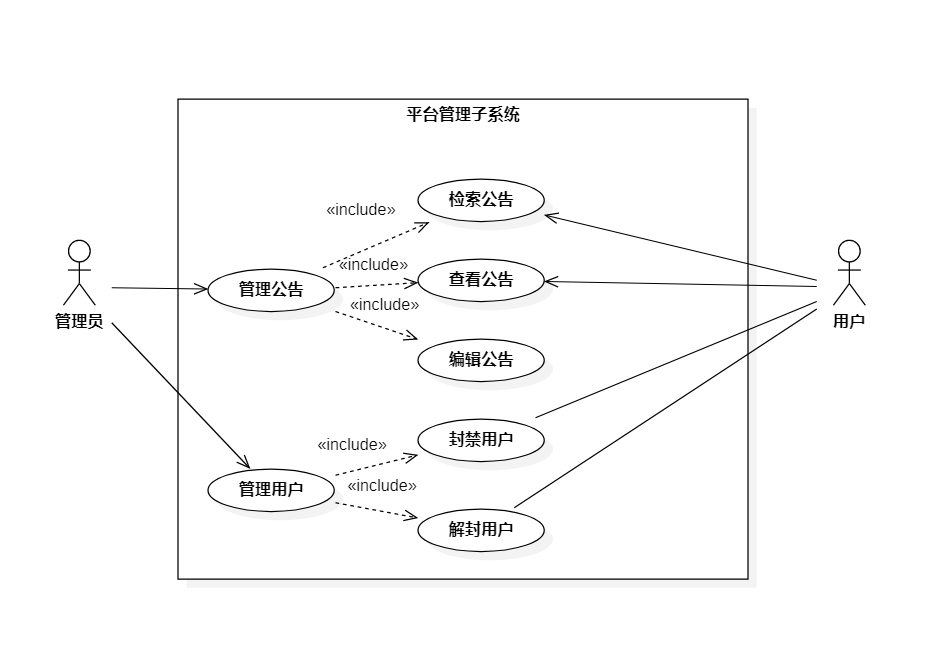 平台管理子系统
检索公告
«include»
查看公告
«include»
管理公告
«include»
管理员
用户
编辑公告
封禁用户
«include»
管理用户
«include»
解封用户